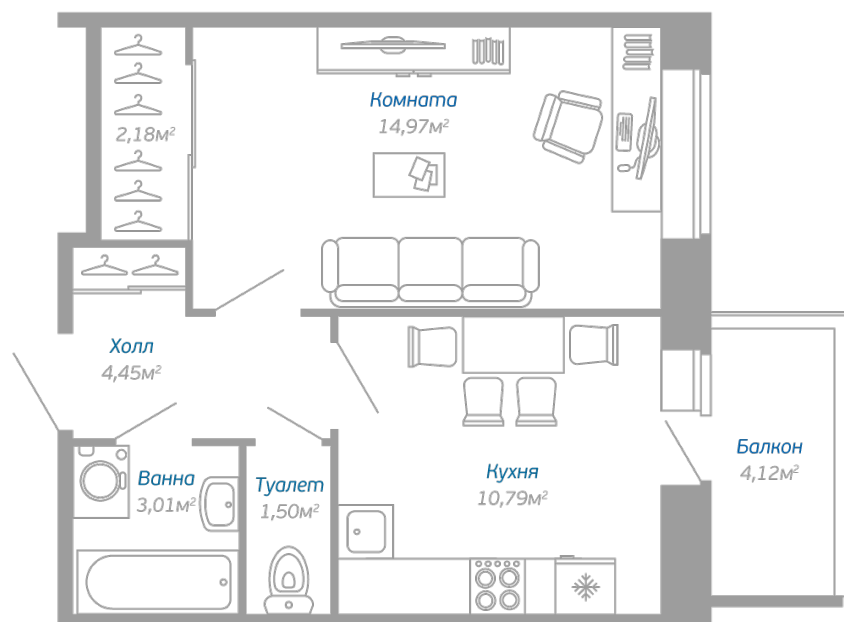 Комната
14,97м²
2,18м²
Холл
4,45м²
Ванна
3,01м²
Туалет
1,50м²
Кухня
10,79м²
Балкон
4,12м²